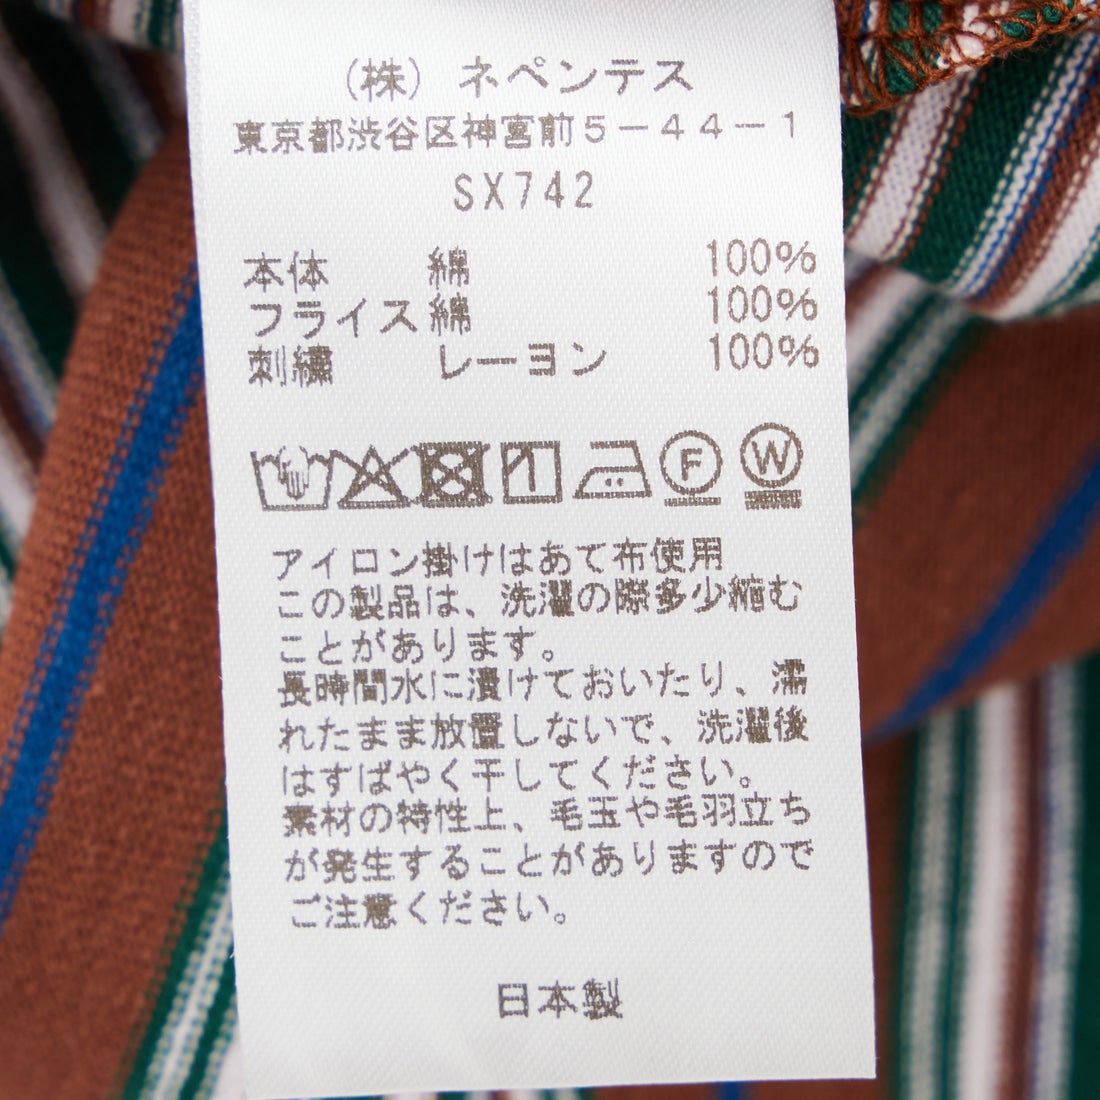 (株) ネペンテス
東京都渋谷区神宮前5-44-1
SX742
本体 綿 100%
フライス 綿 100%
刺繍 レーヨン 100%
F W
アイロン掛けはあて布使用
この製品は、洗濯の際多少縮む
ことがあります。
長時間水に漬けておいたり、濡
れたまま放置しないで、洗濯後
はすばやく干してください。
素材の特性上、毛玉や毛羽立ち
が発生することがありますので
ご注意ください。
日本製